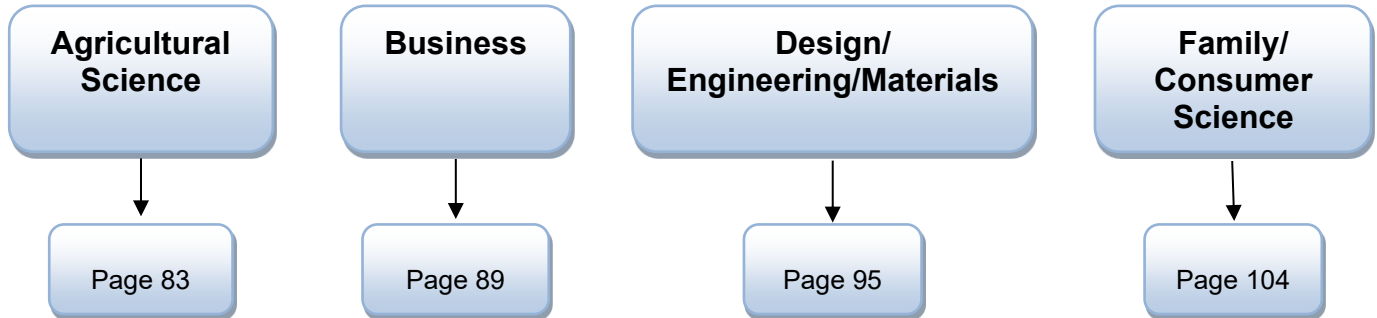 Agricultural
Science
Business
Design/
Engineering/Materials
Family/
Consumer
Science
Page 83
Page 89
Page 95
Page 104